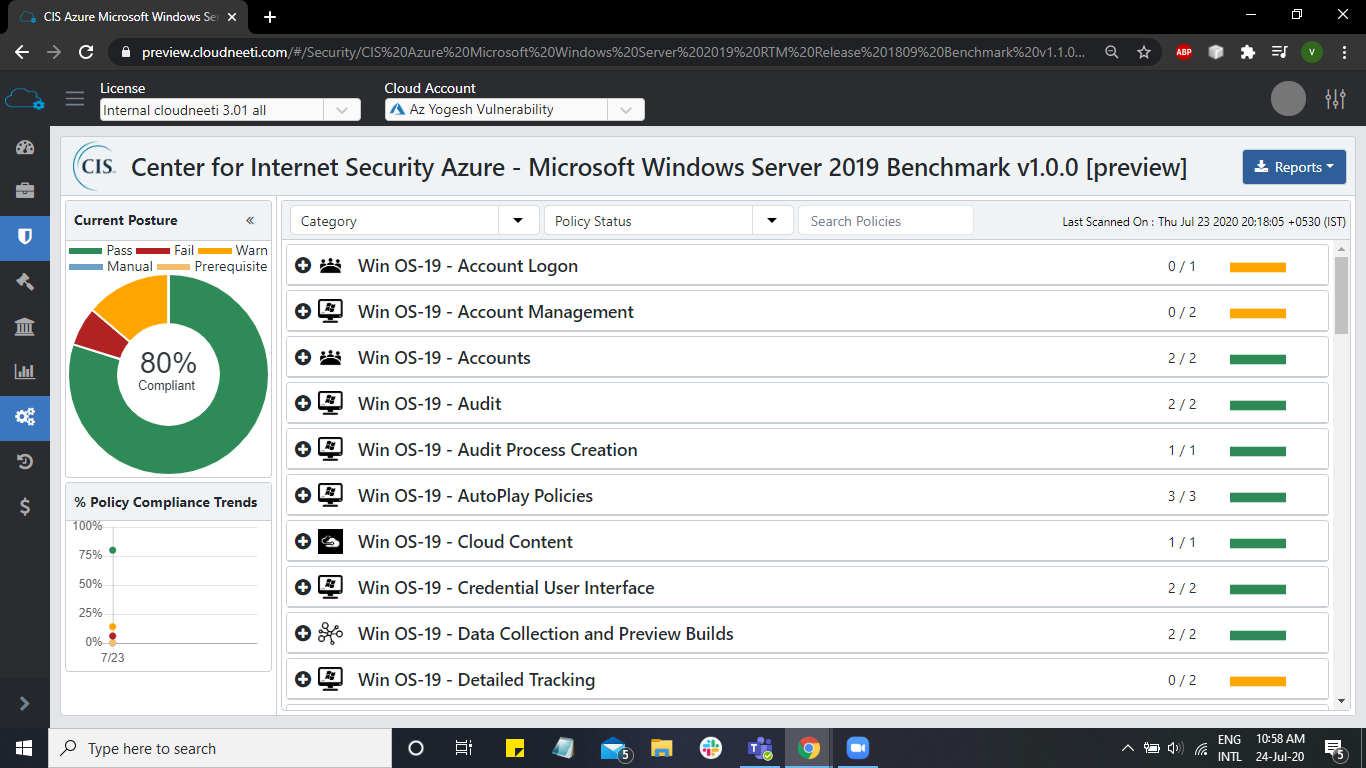 CIS Azure Microsoft Windows Se
preview.cloudneeti.com/#/Security/CIS%20Azure%20Microsoft%20Windows%20Server%202019%20RTM%20Release%201809%20Benchmark%20v1.1.0...
ABP
V
License
Cloud Account
Internal cloudneeti 3.01 all
Az Yogesh Vulnerability
CIS
Center for Internet Security Azure - Microsoft Windows Server 2019 Benchmark v1.0.0 [preview]
Reports
Current Posture
«
Pass Fail Warn
Manual Prerequisite
80%
Compliant
% Policy Compliance Trends
100%
75%
50%
25%
0%
7/23
Category
Policy Status
Search Policies
Last Scanned On : Thu Jul 23 2020 20:18:05 +0530 (IST)
Win OS-19 - Account Logon 0 / 1
Win OS-19 - Account Management 0 / 2
Win OS-19 - Accounts 2 / 2
Win OS-19 - Audit 2 / 2
Win OS-19 - Audit Process Creation 1 / 1
Win OS-19 - AutoPlay Policies 3 / 3
Win OS-19 - Cloud Content 1 / 1
Win OS-19 - Credential User Interface 2 / 2
Win OS-19 - Data Collection and Preview Builds 2 / 2
Win OS-19 - Detailed Tracking 0 / 2
Type here to search
5
ENG
INTL
10:58 AM
24-Jul-20
5